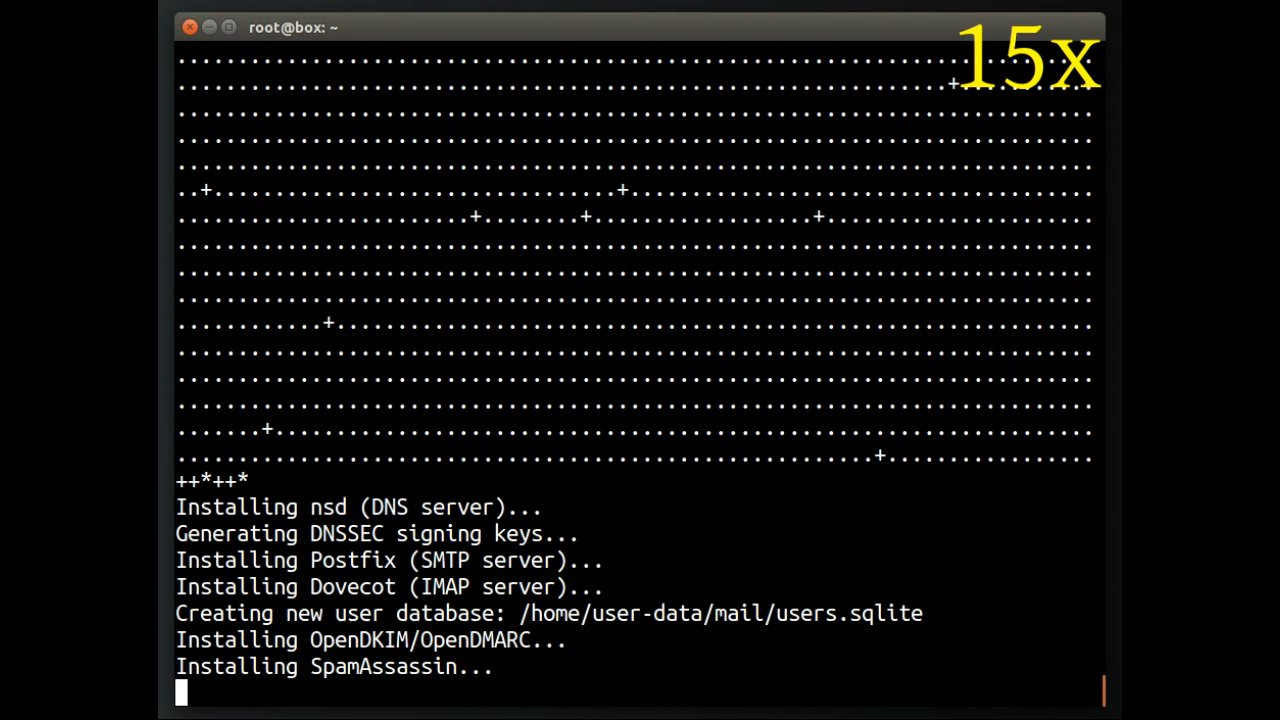 root@box: ~
15x
...........................................................................
...............................................................+...........
...........................................................................
...........................................................................
...........................................................................
..+.................................+......................................
........................+........+..................+......................
...........................................................................
...........................................................................
...........................................................................
............+..............................................................
...........................................................................
...........................................................................
...........................................................................
.......+...................................................................
.........................................................+.................
++*++*
Installing nsd (DNS server)...
Generating DNSSEC signing keys...
Installing Postfix (SMTP server)...
Installing Dovecot (IMAP server)...
Creating new user database: /home/user-data/mail/users.sqlite
Installing OpenDKIM/OpenDMARC...
Installing SpamAssassin...